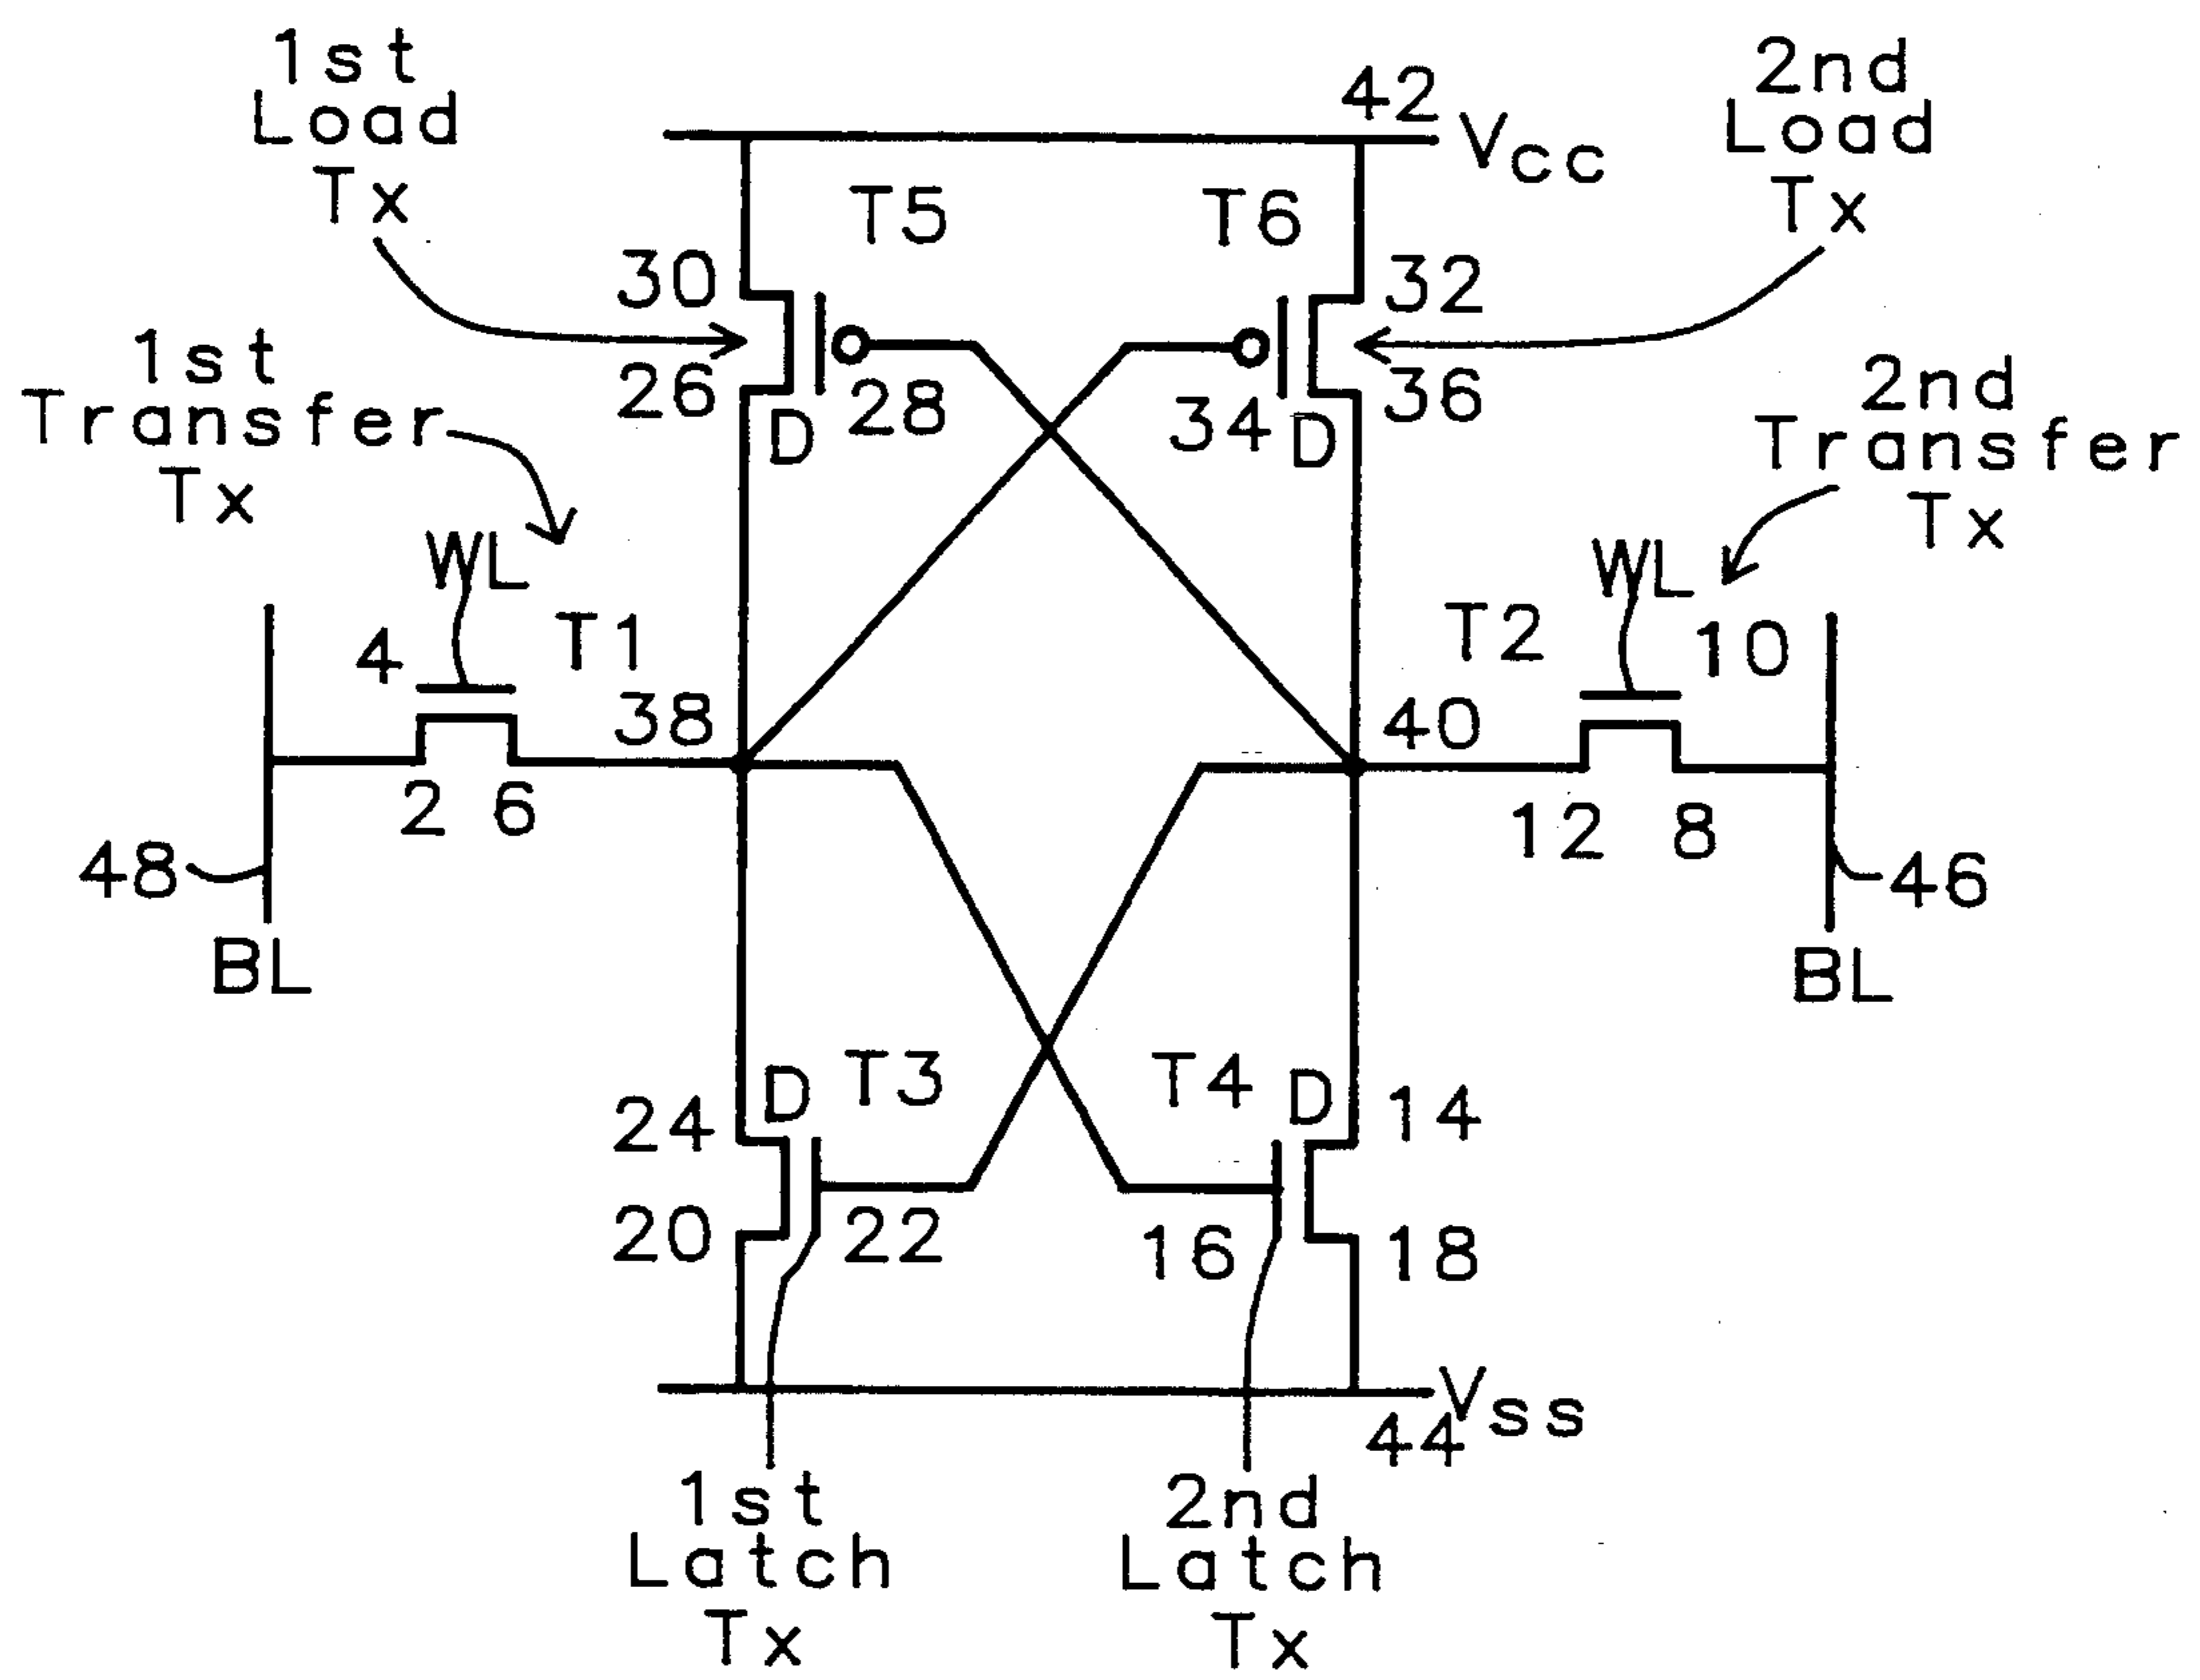 1st
Load
Tx
42
Vcc
2nd
Load
Tx
T5
T6
30
32
26
D
28
34
D
36
1st
Transfer
Tx
2nd
Transfer
Tx
WL
WL
4
T1
T2
10
38
40
2
6
12
8
48
46
BL
BL
24
D
T3
T4
D
14
20
22
16
18
Vss
44
1st
Latch
Tx
2nd
Latch
Tx